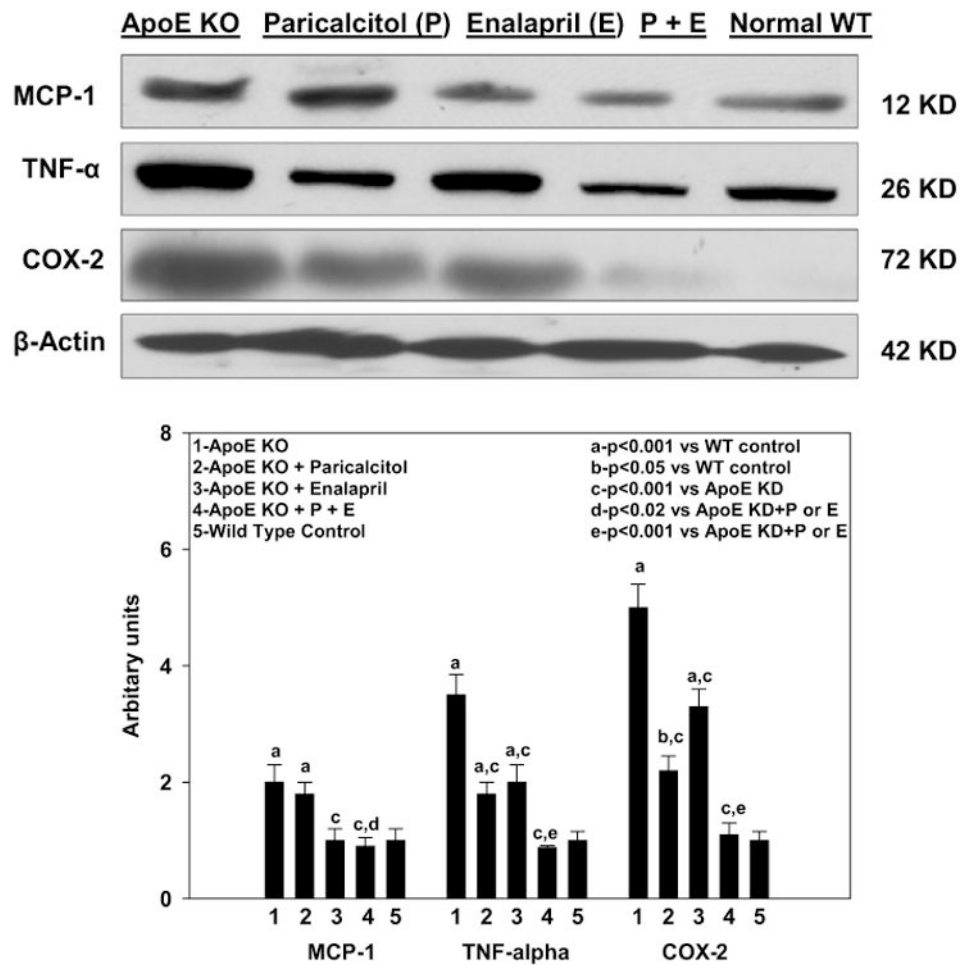 ApoE KO Paricalcitol (P) Enalapril (E) P + E Normal WT
MCP-1 12 KD
TNF-α 26 KD
COX-2 72 KD
β-Actin 42 KD
8
1-ApoE KO
2-ApoE KO + Paricalcitol
3-ApoE KO + Enalapril
4-ApoE KO + P + E
5-Wild Type Control
a-p<0.001 vs WT control
b-p<0.05 vs WT control
c-p<0.001 vs ApoE KD
d-p<0.02 vs ApoE KD+P or E
e-p<0.001 vs ApoE KD+P or E
6
4
2
0
Arbitary units
a a c c,d
a a,c a,c c,e
a b,c a,c c,e
1 2 3 4 5 1 2 3 4 5 1 2 3 4 5
MCP-1 TNF-alpha COX-2